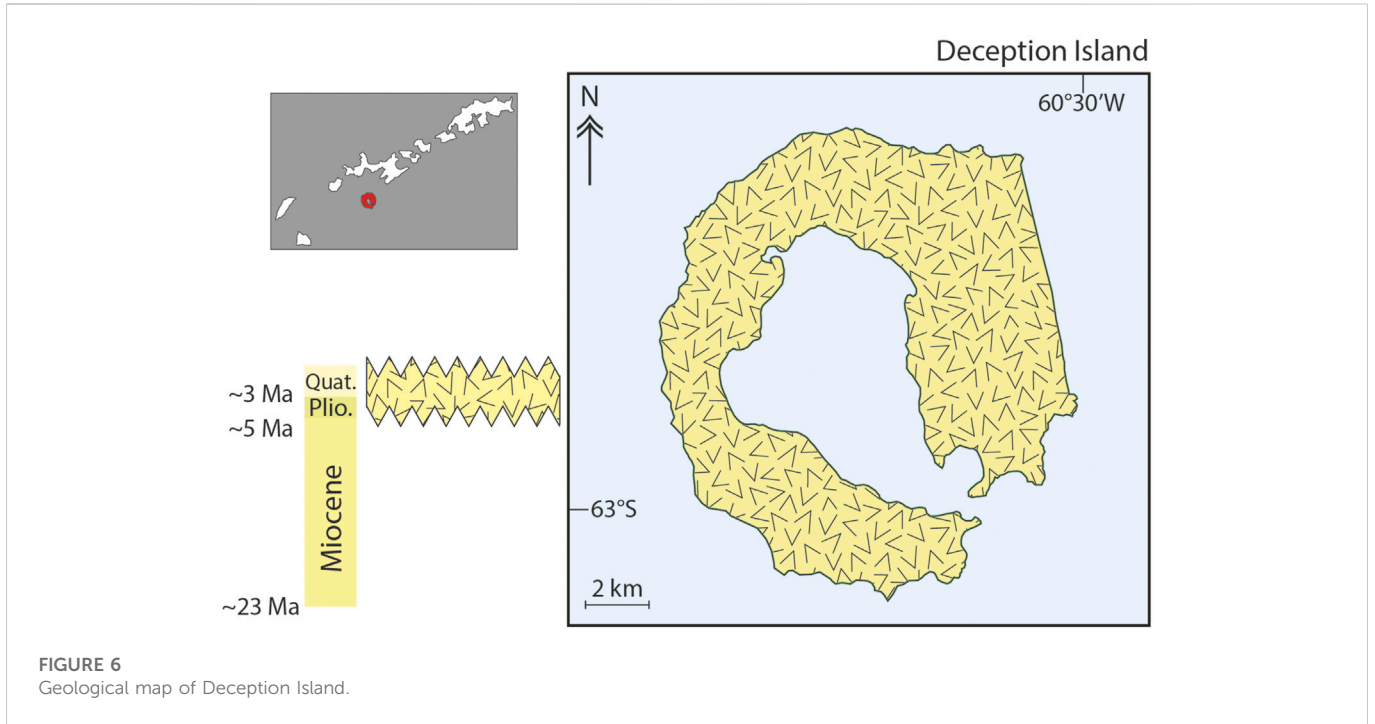 Deception Island
N
60°30′W
Quat.
~3 Ma
Plio.
~5 Ma
Miocene
~23 Ma
63°S
2 km
FIGURE 6
Geological map of Deception Island.